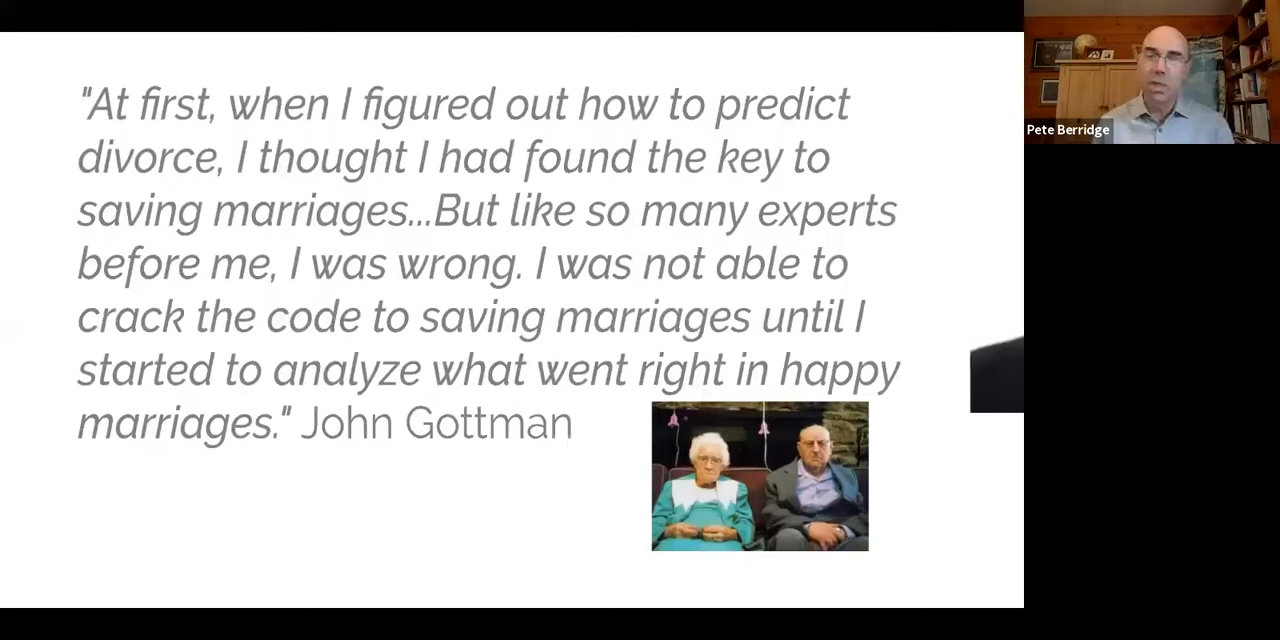 "At first, when I figured out how to predict
divorce, I thought I had found the key to
saving marriages...But like so many experts
before me, I was wrong. I was not able to
crack the code to saving marriages until I
started to analyze what went right in happy
marriages." John Gottman
Pete Berridge